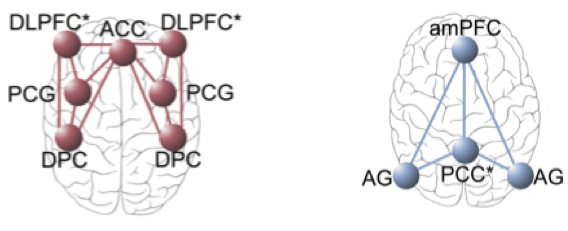 DLPFC* ACC DLPFC*
PCG PCG
DPC DPC
amPFC
AG PCC* AG